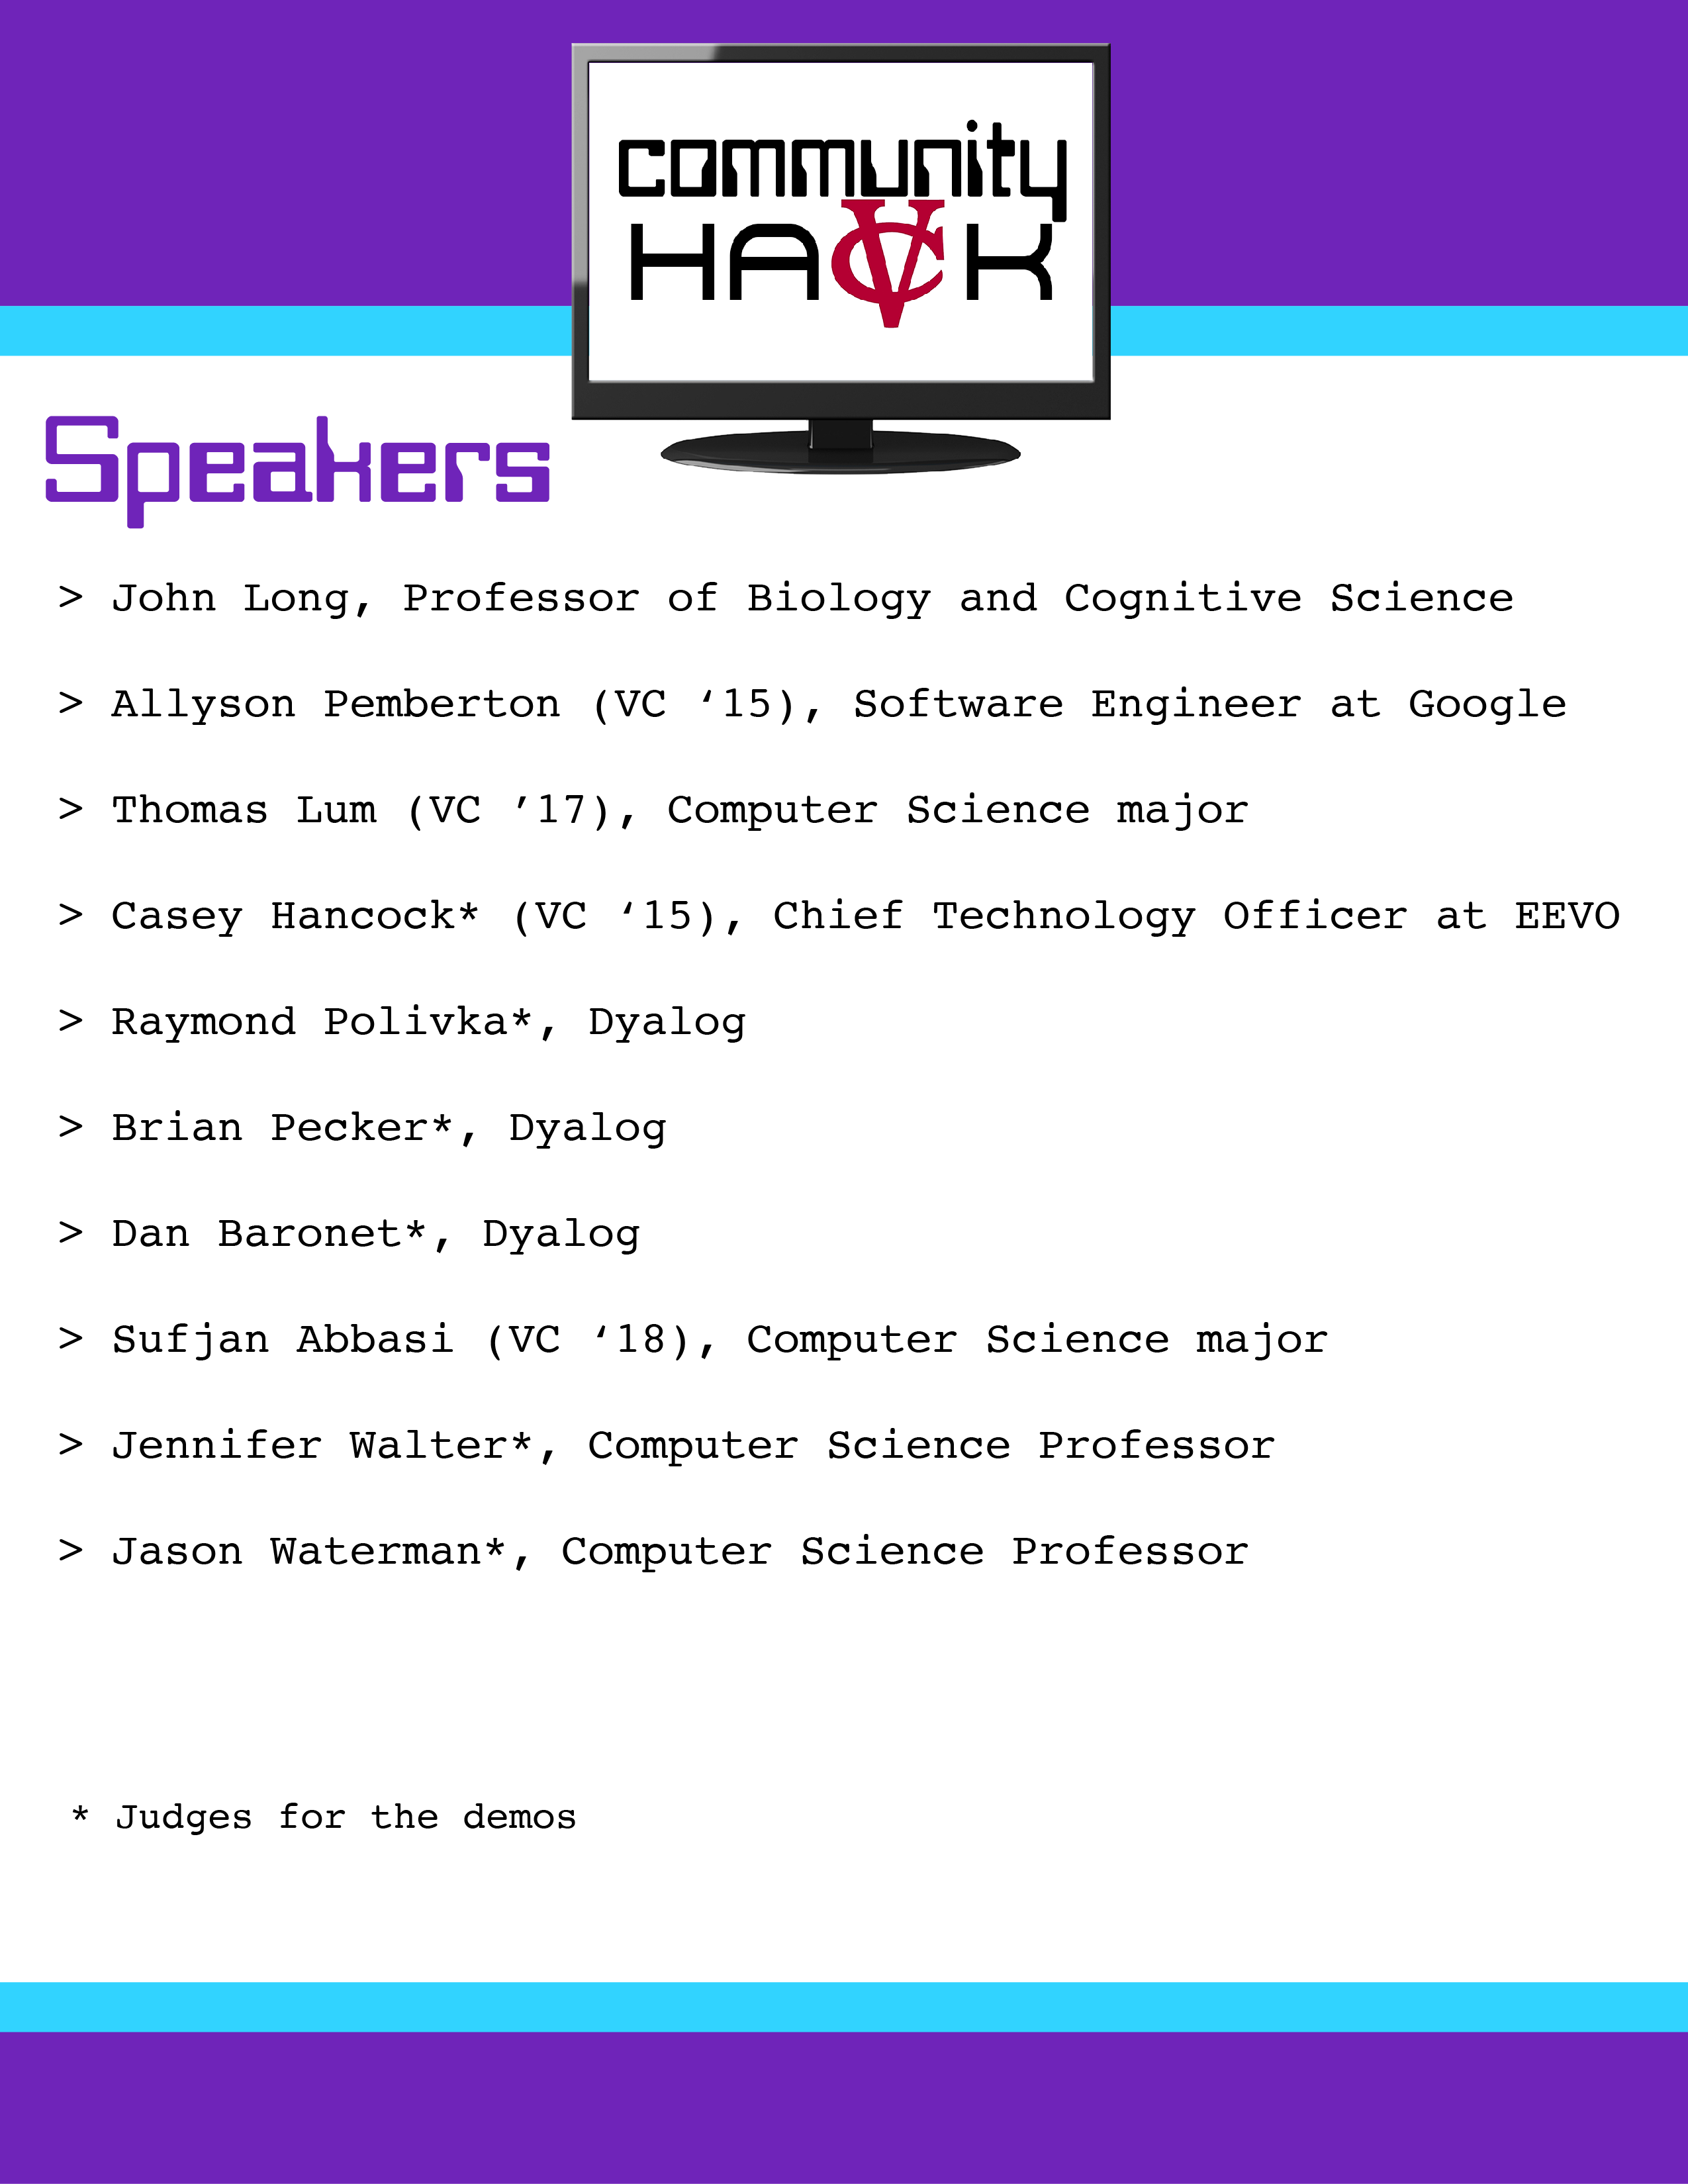 community
HACK
Speakers
> John Long, Professor of Biology and Cognitive Science
> Allyson Pemberton (VC ‘15), Software Engineer at Google
> Thomas Lum (VC ’17), Computer Science major
> Casey Hancock* (VC ‘15), Chief Technology Officer at EEVO
> Raymond Polivka*, Dyalog
> Brian Pecker*, Dyalog
> Dan Baronet*, Dyalog
> Sufjan Abbasi (VC ‘18), Computer Science major
> Jennifer Walter*, Computer Science Professor
> Jason Waterman*, Computer Science Professor
* Judges for the demos